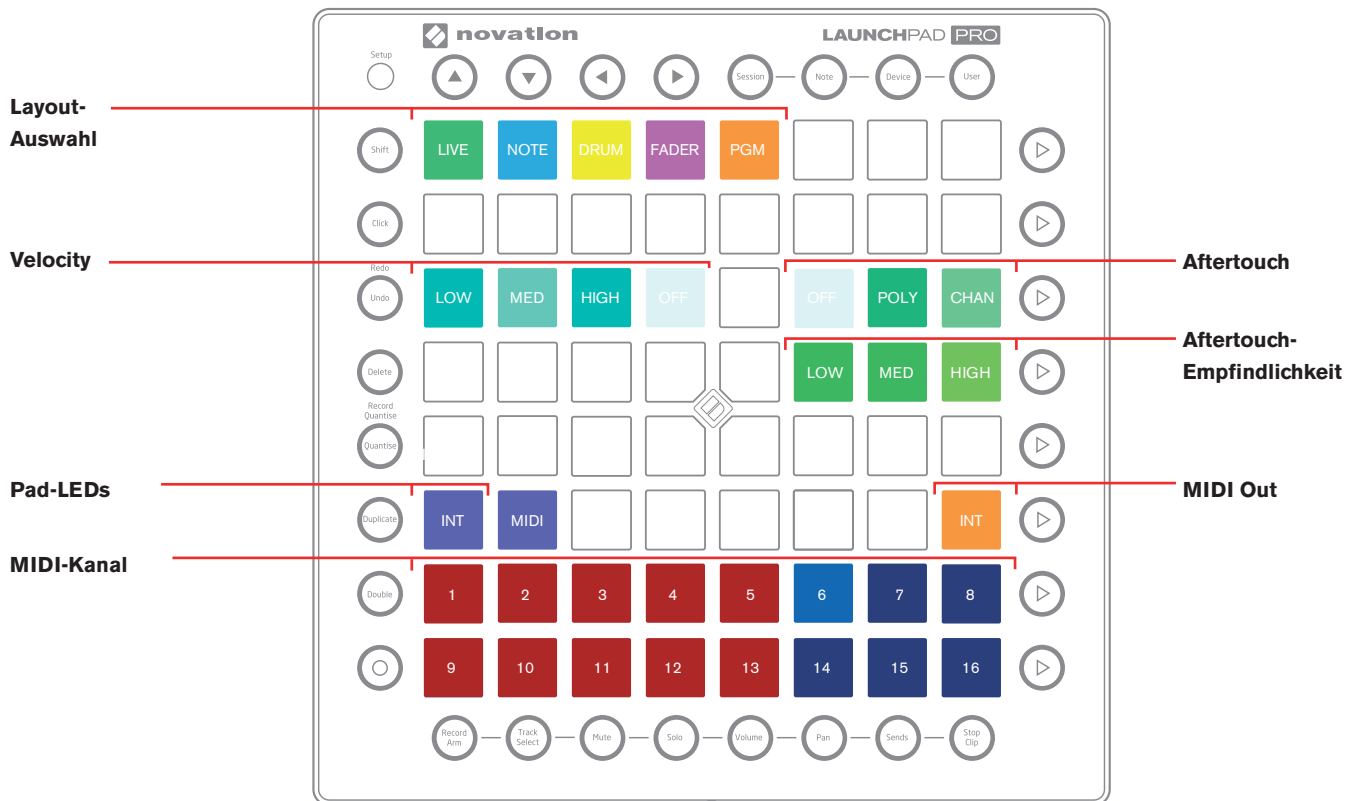 novation
LAUNCHPAD PRO
Setup
Session
Note
Device
User
Layout-
Auswahl
Shift
LIVE
NOTE
DRUM
FADER
PGM
Click
Velocity
Redo
Undo
LOW
MED
HIGH
OFF
OFF
POLY
CHAN
Aftertouch
Delete
LOW
MED
HIGH
Aftertouch-
Empfindlichkeit
Record
Quantise
Quantise
Pad-LEDs
Duplicate
INT
MIDI
INT
MIDI Out
MIDI-Kanal
Double
1
2
3
4
5
6
7
8
9
10
11
12
13
14
15
16
Record
Arm
Track
Select
Mute
Solo
Volume
Pan
Sends
Stop
Clip